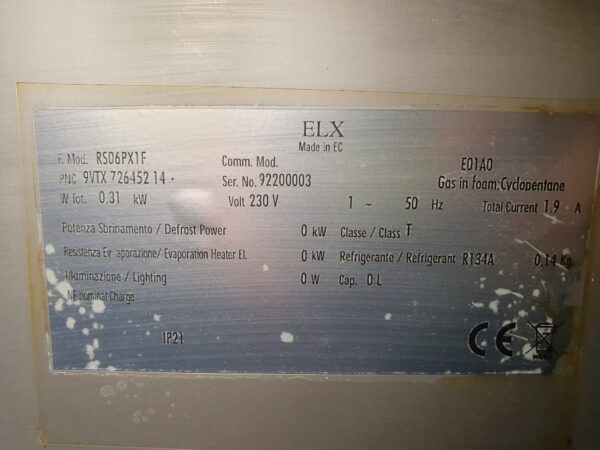 ELX
Made in EC
F. Mod. RS06PX1F Comm. Mod. E01A0
PNC 9VTX 726452 14 Ser. No. 92200003 Gas in foam:Cyclopentane
W Tot. 0.31 kW Volt 230 V 1 ~ 50 Hz Total Current 1.9 A
Potenza Sbrinamento / Defrost Power 0 kW Classe / Class T
Resistenza Evaporazione/ Evaporation Heater El. 0 kW Refrigerante / Refrigerant R134A 0,14 Kg
Illuminazione / Lighting 0 W Cap. 0 L
NF nominal Charge
IP21
CE